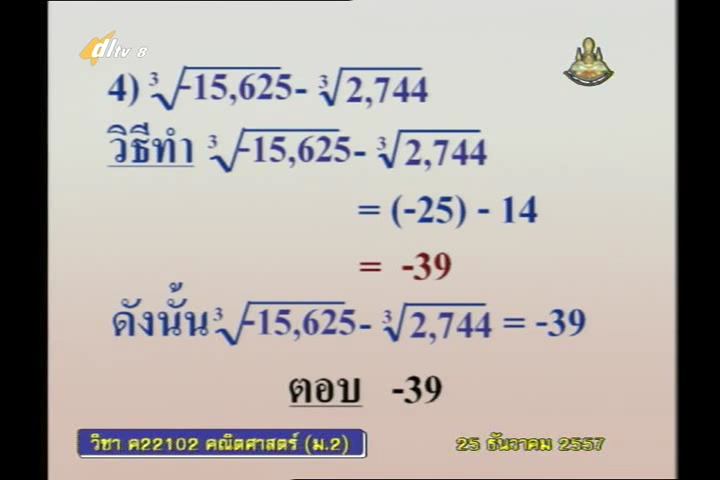 dltv 8
4) ∛-15,625 - ∛2,744
วิธีทำ ∛-15,625 - ∛2,744
= (-25) - 14
= -39
ดังนั้น ∛-15,625 - ∛2,744 = -39
ตอบ -39
วิชา ค22102 คณิตศาสตร์ (ม.2) 25 ธันวาคม 2557